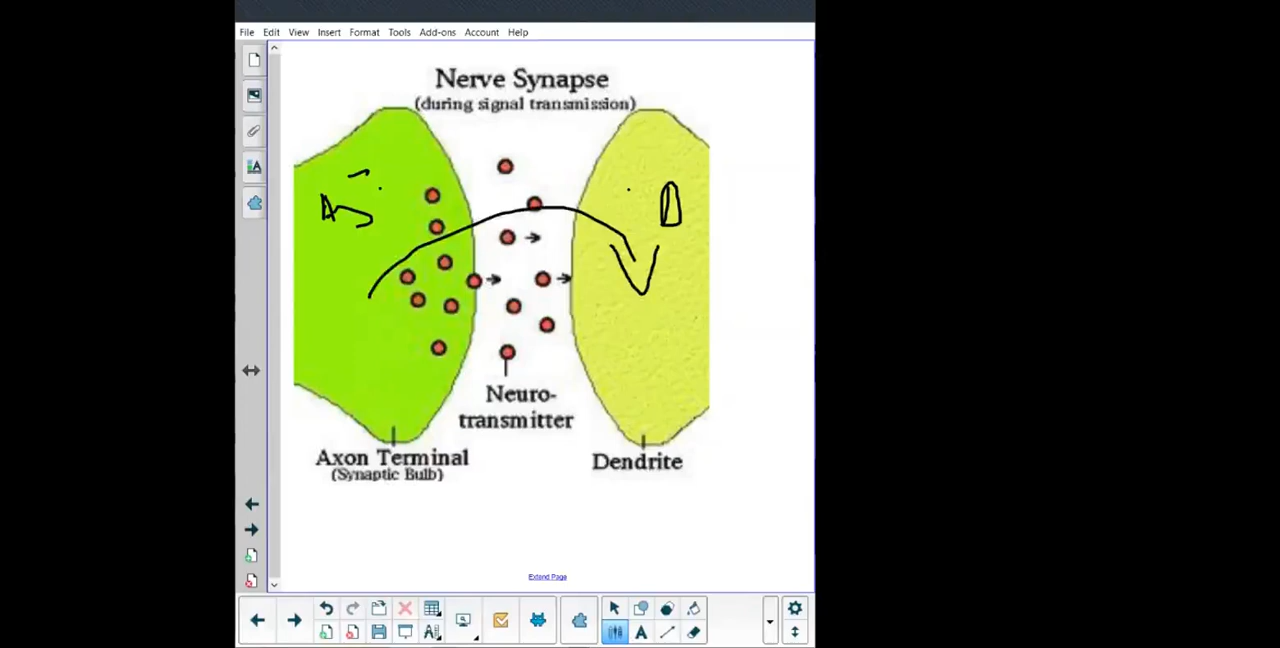 File Edit View Insert Format Tools Add-ons Account Help
Nerve Synapse
(during signal transmission)
D
Neuro-
transmitter
Axon Terminal
(Synaptic Bulb)
Dendrite
Extend Page